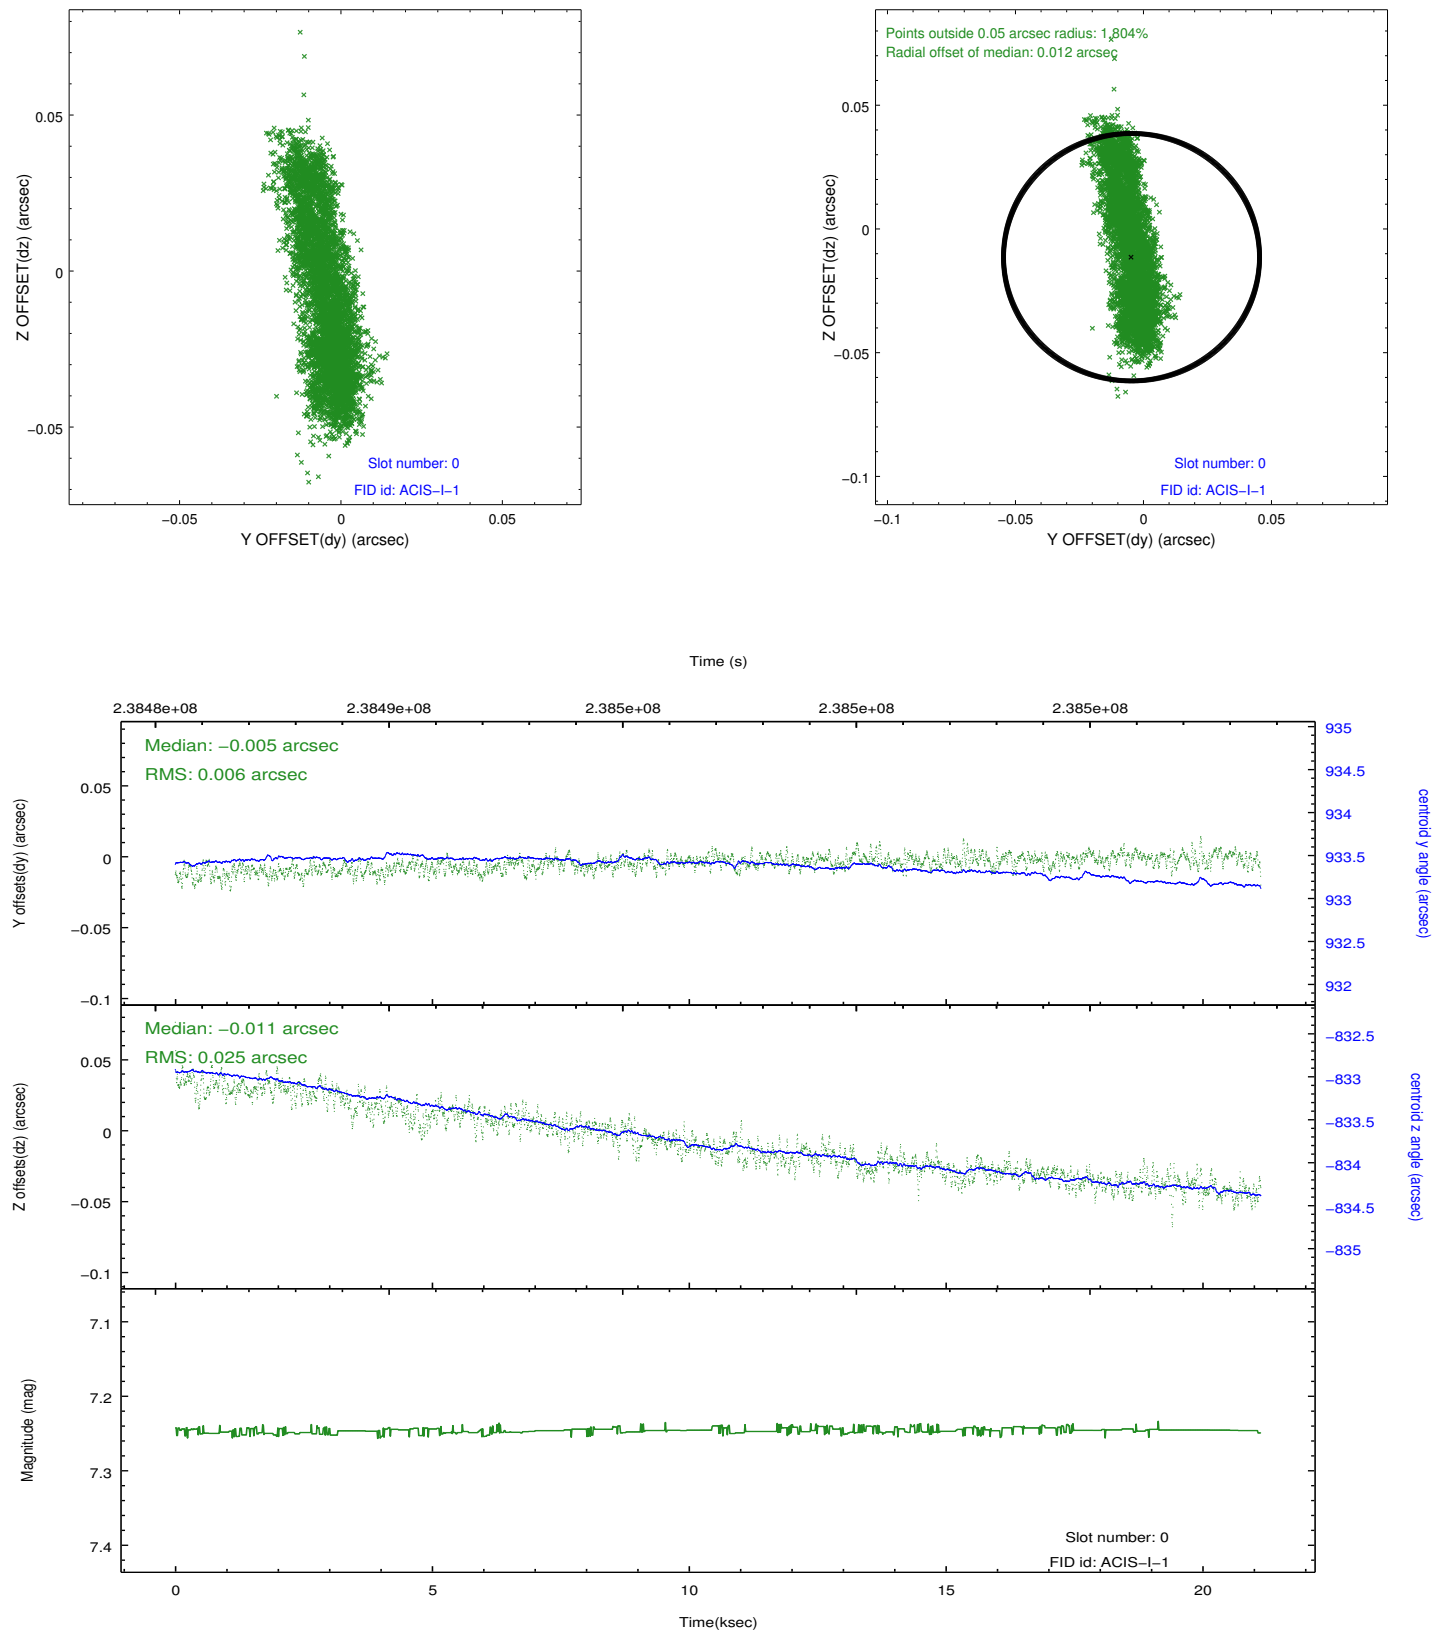 0.05
0
−0.05
Z OFFSET(dz) (arcsec)
Slot number: 0
FID id: ACIS−I−1
−0.05
0
0.05
Y OFFSET(dy) (arcsec)
Points outside 0.05 arcsec radius: 1.804%
Radial offset of median: 0.012 arcsec
0.05
0
−0.05
−0.1
Z OFFSET(dz) (arcsec)
Slot number: 0
FID id: ACIS−I−1
−0.1
−0.05
0
0.05
Y OFFSET(dy) (arcsec)
Time (s)
2.3848e+08
2.3849e+08
2.385e+08
2.385e+08
2.385e+08
Median: −0.005 arcsec
RMS: 0.006 arcsec
0.05
0
−0.05
−0.1
Y offsets(dy) (arcsec)
935
934.5
934
933.5
933
932.5
932
centroid y angle (arcsec)
Median: −0.011 arcsec
RMS: 0.025 arcsec
0.05
0
−0.05
−0.1
Z offsets(dz) (arcsec)
−832.5
−833
−833.5
−834
−834.5
−835
centroid z angle (arcsec)
7.1
7.2
7.3
7.4
Magnitude (mag)
Slot number: 0
FID id: ACIS−I−1
0
5
10
15
20
Time(ksec)